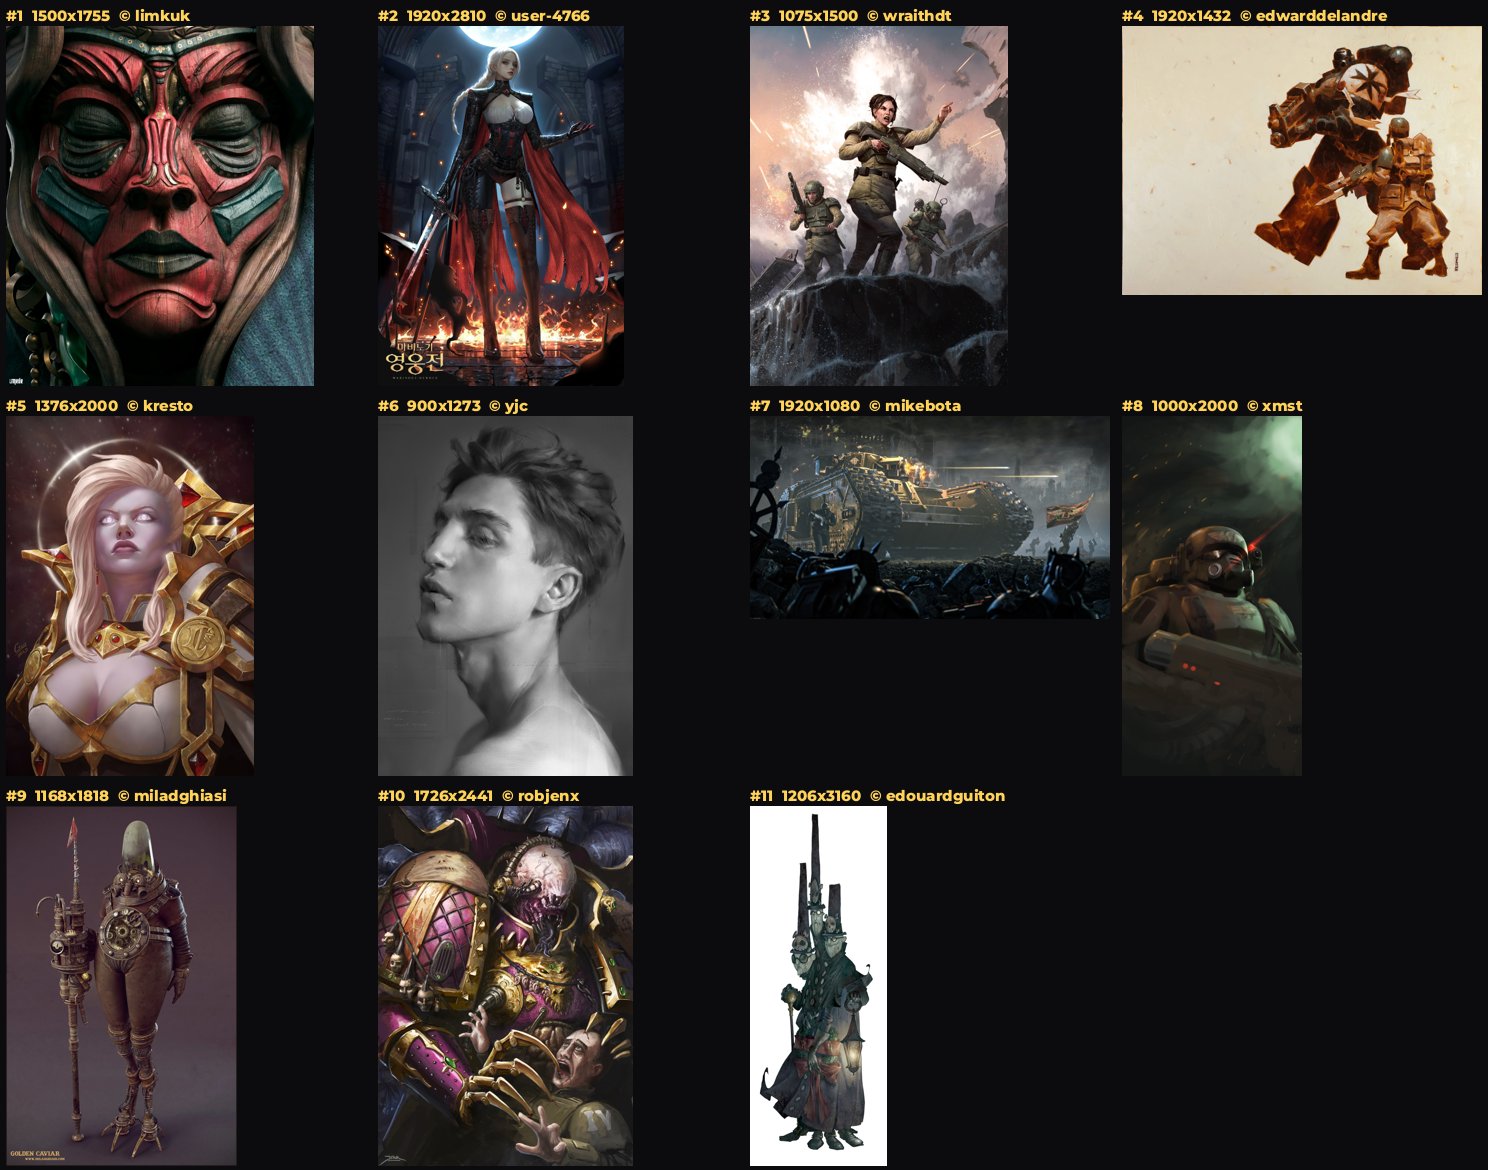 #1 1500x1755 © limkuk
#2 1920x2810 © user-4766
#3 1075x1500 © wraithdt
#4 1920x1432 © edwarddelandre
마비노기
영웅전
#5 1376x2000 © kresto
#6 900x1273 © yjc
#7 1920x1080 © mikebota
#8 1000x2000 © xmst
#9 1168x1818 © miladghiasi
#10 1726x2441 © robjenx
#11 1206x3160 © edouardguiton
IV
GOLDEN CAVIAR